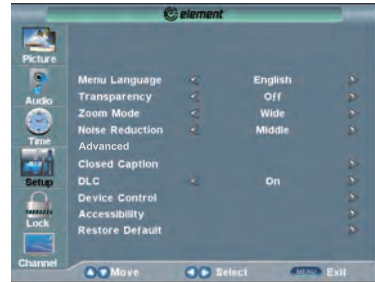 element
Picture
Audio
Time
Setup
Lock
Channel
Menu Language English
Transparency Off
Zoom Mode Wide
Noise Reduction Middle
Advanced
Closed Caption
DLC On
Device Control
Accessibility
Restore Default
Move Select MENU Exit